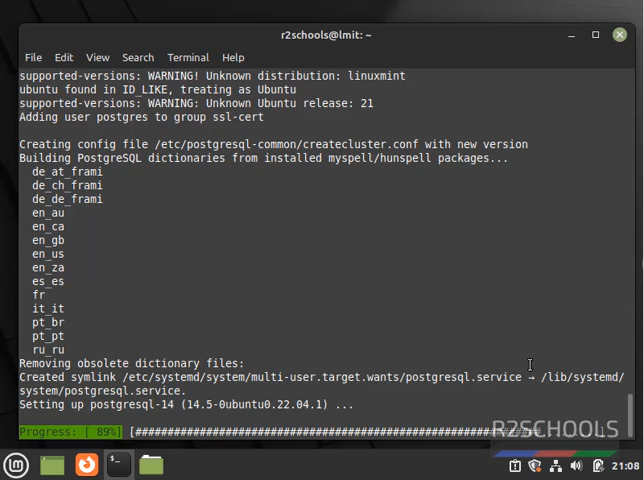 r2schools@lmit: ~
File Edit View Search Terminal Help
supported-versions: WARNING! Unknown distribution: linuxmint
ubuntu found in ID_LIKE, treating as Ubuntu
supported-versions: WARNING: Unknown Ubuntu release: 21
Adding user postgres to group ssl-cert
Creating config file /etc/postgresql-common/createcluster.conf with new version
Building PostgreSQL dictionaries from installed myspell/hunspell packages...
de_at_frami
de_ch_frami
de_de_frami
en_au
en_ca
en_gb
en_us
en_za
es_es
fr
it_it
pt_br
pt_pt
ru_ru
Removing obsolete dictionary files:
Created symlink /etc/systemd/system/multi-user.target.wants/postgresql.service → /lib/systemd/
system/postgresql.service.
Setting up postgresql-14 (14.5-0ubuntu0.22.04.1) ...
Progress: [ 89%]
R2SCHOOLS
21:08